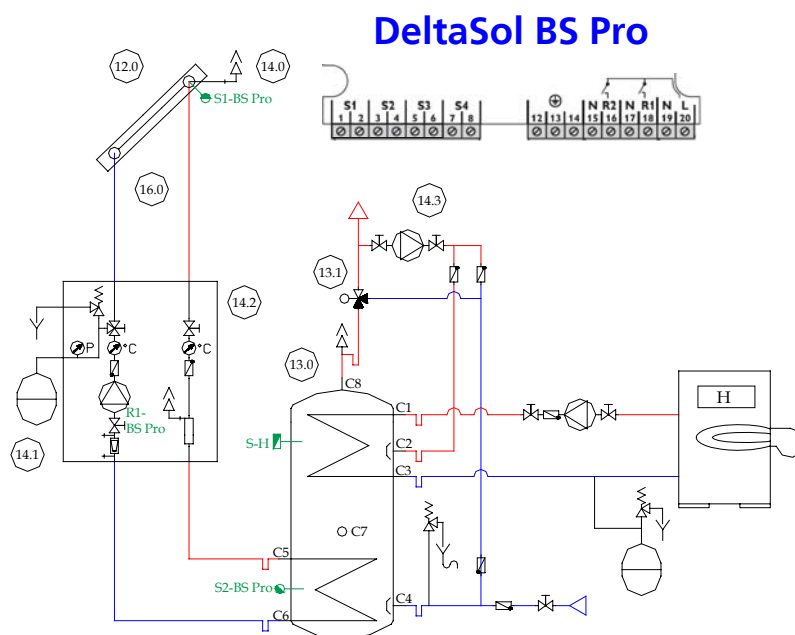 DeltaSol BS Pro
12.0
14.0
S1-BS Pro
S1 S2 S3 S4
N R2 N R1 N L
1 2 3 4 5 6 7 8
12 13 14 15 16 17 18 19 20
16.0
14.3
13.1
14.2
P
°C
°C
13.0
C8
H
R1-
BS Pro
C1
14.1
S-H
C2
C3
C7
C5
S2-BS Pro
C4
C6